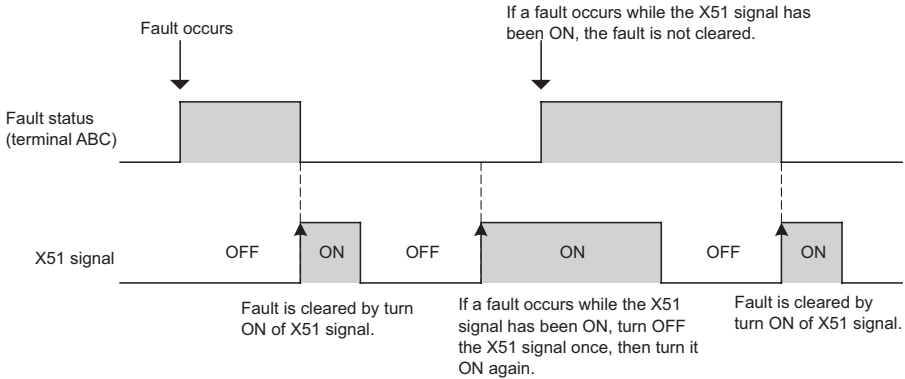 Fault occurs
If a fault occurs while the X51 signal has
been ON, the fault is not cleared.
Fault status
(terminal ABC)
X51 signal
OFF
ON
OFF
ON
OFF
ON
Fault is cleared by turn
ON of X51 signal.
If a fault occurs while the X51
signal has been ON, turn OFF
the X51 signal once, then turn it
ON again.
Fault is cleared by
turn ON of X51 signal.